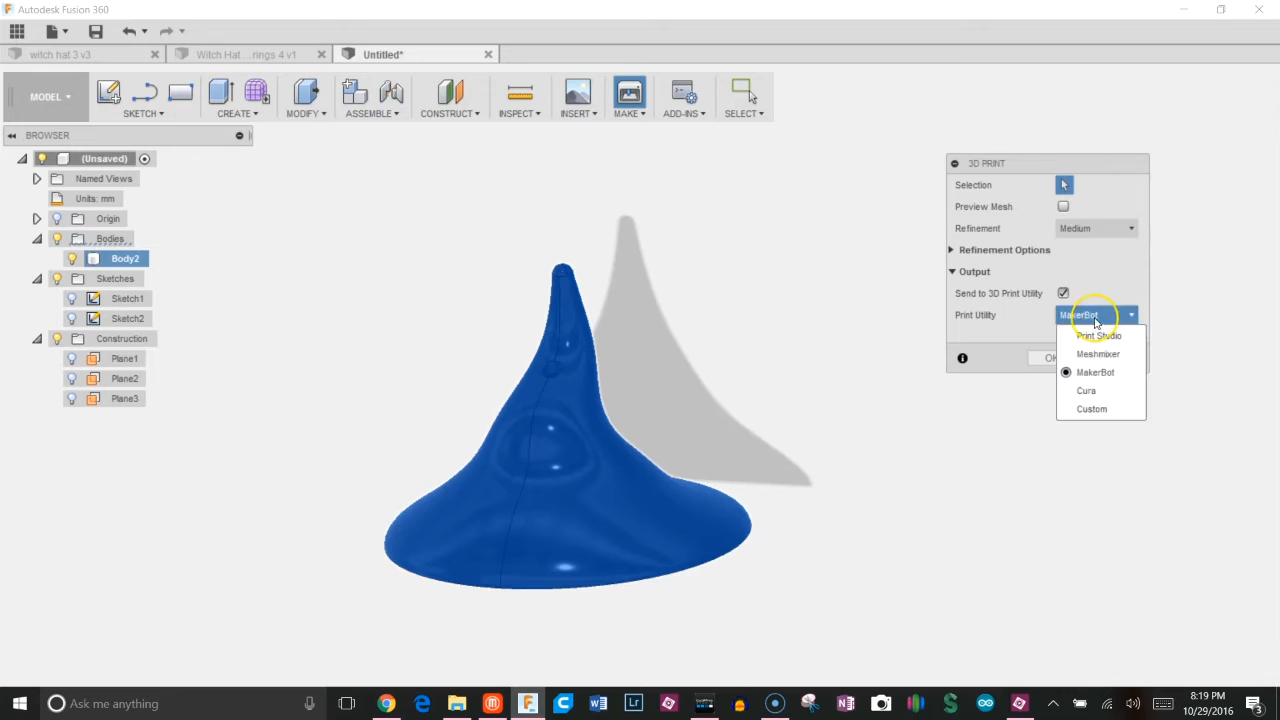 Autodesk Fusion 360
witch hat 3 v3
Witch Hat ...rings 4 v1
Untitled*
MODEL
SKETCH
CREATE
MODIFY
ASSEMBLE
CONSTRUCT
INSPECT
INSERT
MAKE
ADD-INS
SELECT
BROWSER
(Unsaved)
Named Views
Units: mm
Origin
Bodies
Body2
Sketches
Sketch1
Sketch2
Construction
Plane1
Plane2
Plane3
3D PRINT
Selection
Preview Mesh
Refinement Medium
Refinement Options
Output
Send to 3D Print Utility
Print Utility MakerBot
Print Studio
Meshmixer
MakerBot
Cura
Custom
OK
Ask me anything
8:19 PM
10/29/2016
3